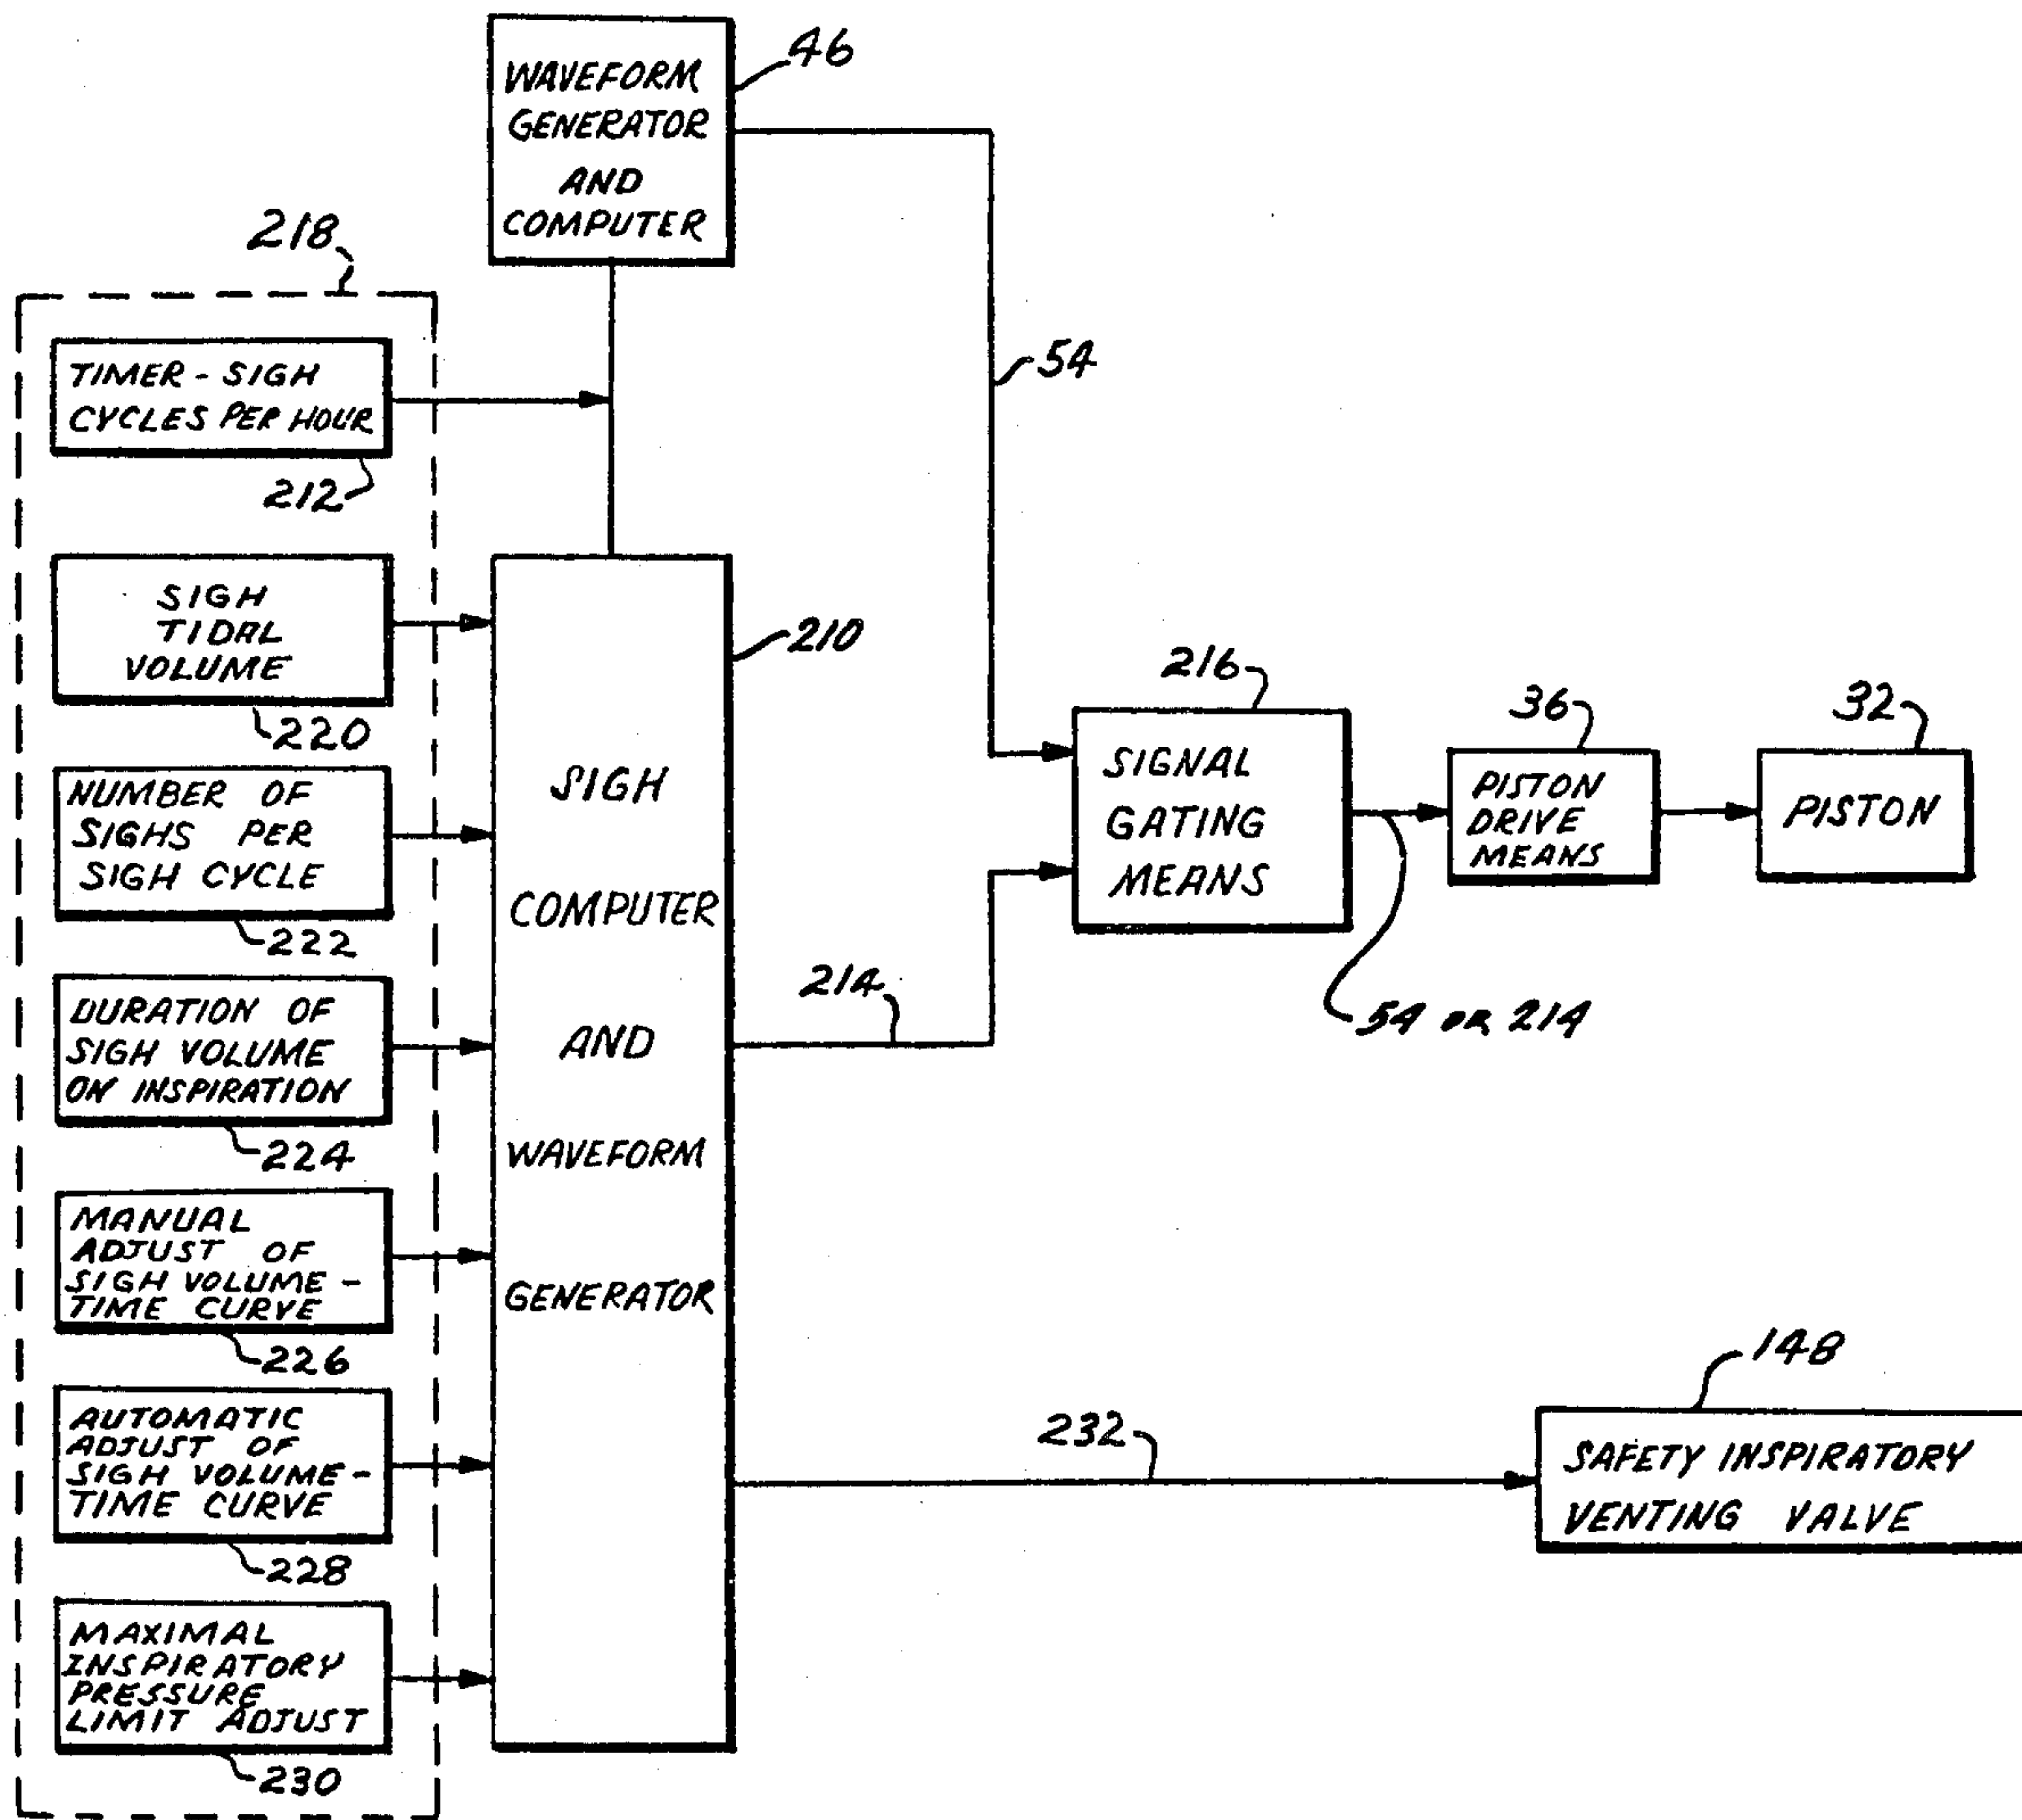 WAVEFORM
GENERATOR
AND
COMPUTER
46
218
TIMER - SIGH
CYCLES PER HOUR
212
54
SIGH
TIDAL
VOLUME
220
NUMBER OF
SIGHS PER
SIGH CYCLE
222
DURATION OF
SIGH VOLUME
ON INSPIRATION
224
MANUAL
ADJUST OF
SIGH VOLUME -
TIME CURVE
226
AUTOMATIC
ADJUST OF
SIGH VOLUME -
TIME CURVE
228
MAXIMAL
INSPIRATORY
PRESSURE
LIMIT ADJUST
230
SIGH
COMPUTER
AND
WAVEFORM
GENERATOR
210
214
216
SIGNAL
GATING
MEANS
54 OR 214
36
PISTON
DRIVE
MEANS
32
PISTON
232
148
SAFETY INSPIRATORY
VENTING VALVE